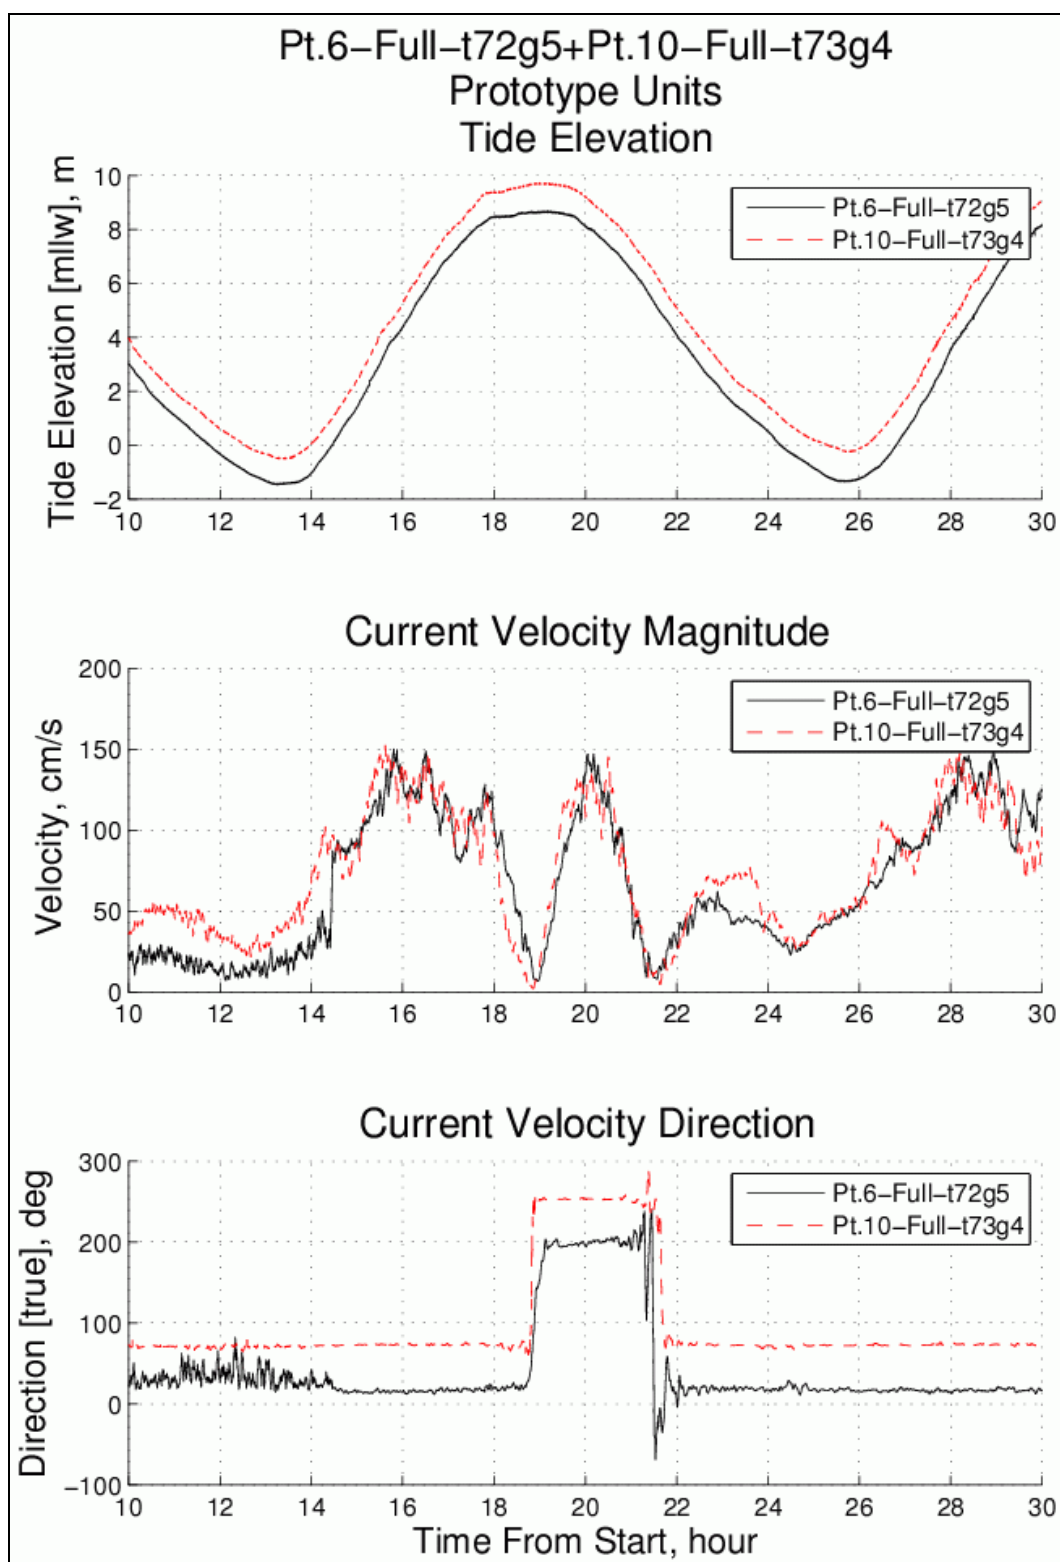 Pt.6−Full−t72g5+Pt.10−Full−t73g4
Prototype Units
Tide Elevation
Tide Elevation [mllw], m
10
8
6
4
2
0
−2
10 12 14 16 18 20 22 24 26 28 30
Pt.6−Full−t72g5
Pt.10−Full−t73g4
Current Velocity Magnitude
Velocity, cm/s
200
150
100
50
0
10 12 14 16 18 20 22 24 26 28 30
Pt.6−Full−t72g5
Pt.10−Full−t73g4
Current Velocity Direction
Direction [true], deg
300
200
100
0
−100
10 12 14 16 18 20 22 24 26 28 30
Pt.6−Full−t72g5
Pt.10−Full−t73g4
Time From Start, hour